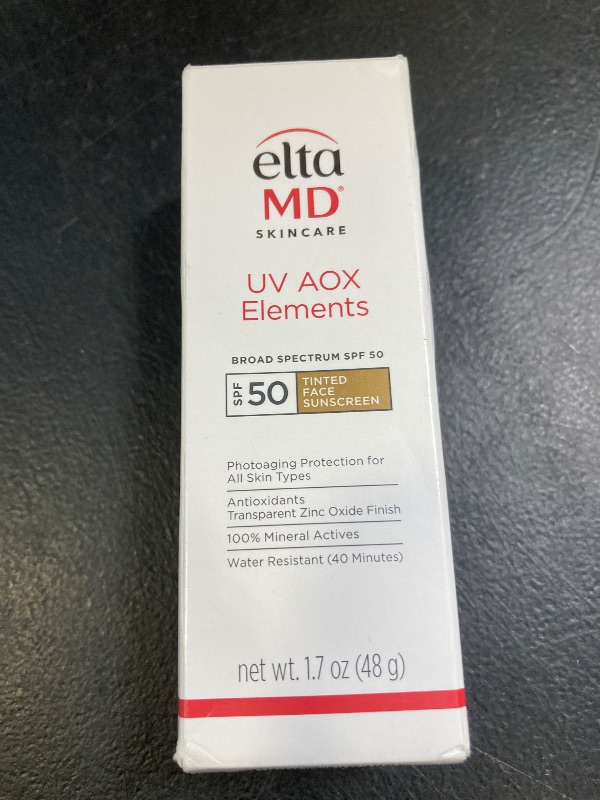 elta
MD®
SKINCARE
UV AOX
Elements
BROAD SPECTRUM SPF 50
SPF 50
TINTED
FACE
SUNSCREEN
Photoaging Protection for
All Skin Types
Antioxidants
Transparent Zinc Oxide Finish
100% Mineral Actives
Water Resistant (40 Minutes)
net wt. 1.7 oz (48 g)